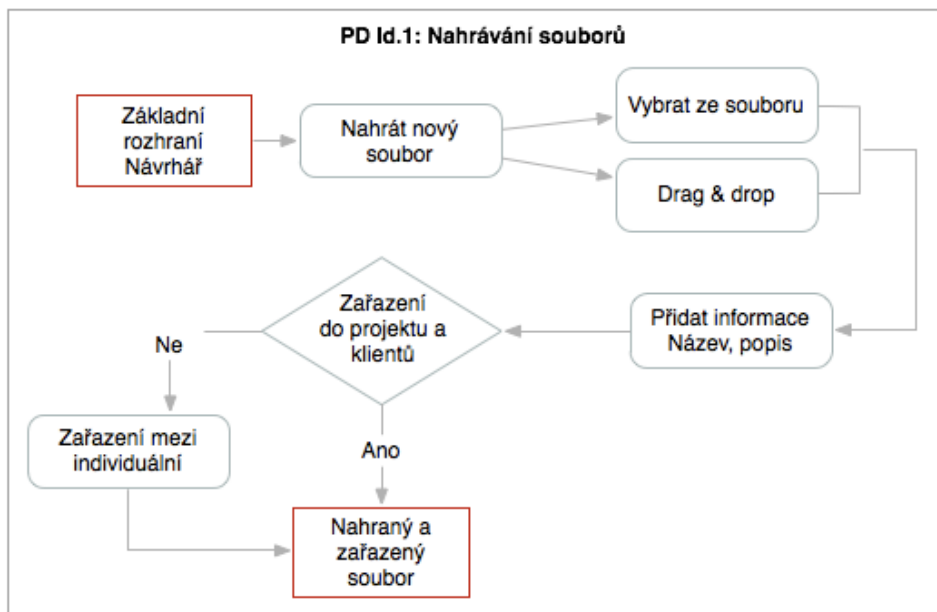 PD Id.1: Nahrávání souborů
Základní
rozhraní
Návrhář
Nahrát nový
soubor
Vybrat ze souboru
Drag & drop
Přidat informace
Název, popis
Zařazení
do projektu a
klientů
Ne
Zařazení mezi
individuální
Ano
Nahraný a
zařazený
soubor